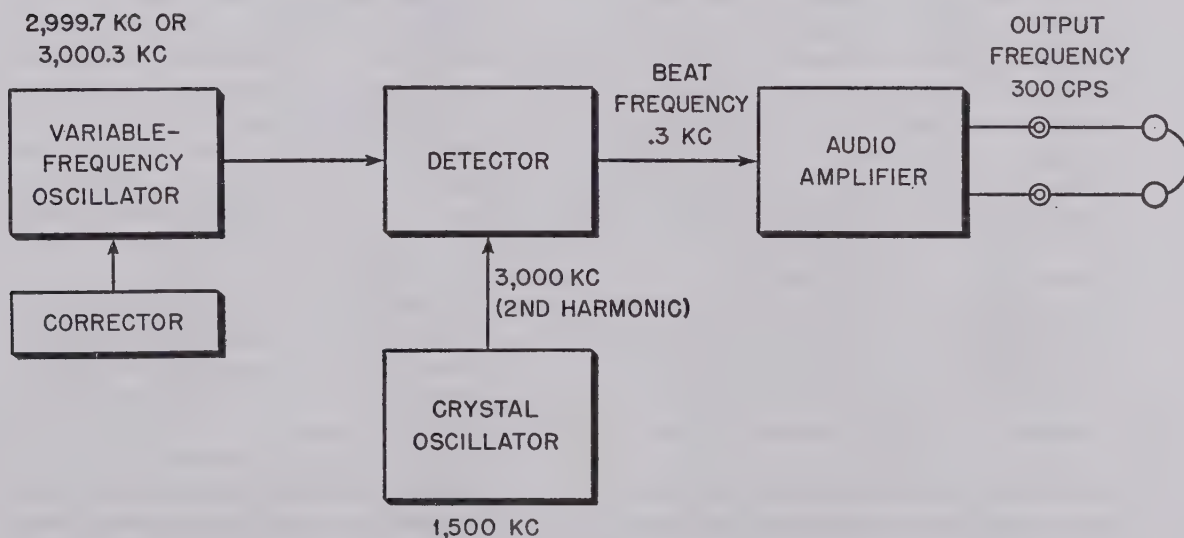 2,999.7 KC OR
3,000.3 KC
VARIABLE-
FREQUENCY
OSCILLATOR
CORRECTOR
DETECTOR
3,000 KC
(2ND HARMONIC)
CRYSTAL
OSCILLATOR
1,500 KC
BEAT
FREQUENCY
.3 KC
AUDIO
AMPLIFIER
OUTPUT
FREQUENCY
300 CPS